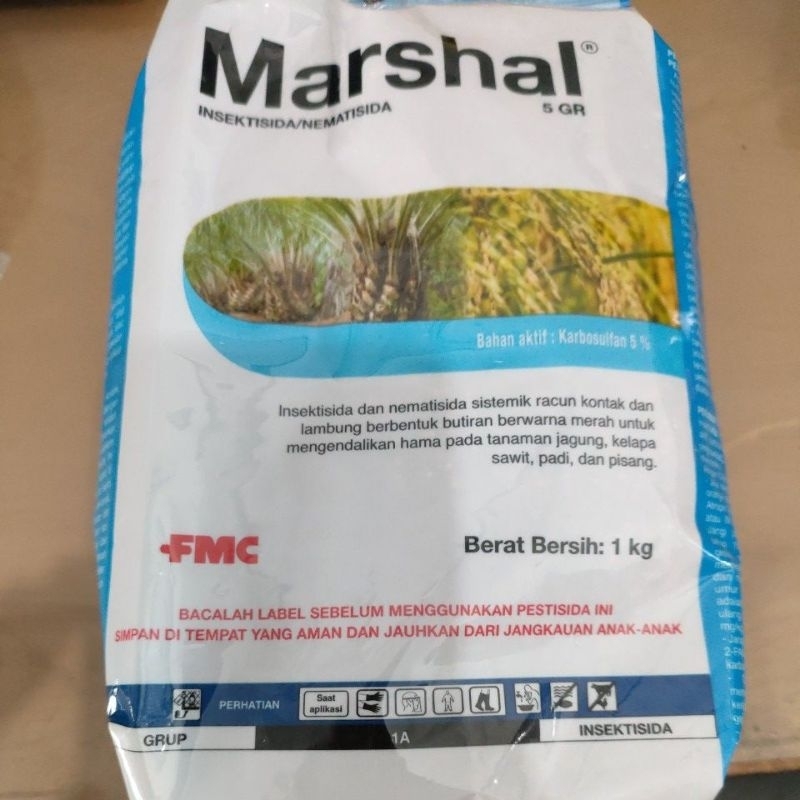 Marshal®
INSEKTISIDA/NEMATISIDA
5 GR
Bahan aktif : Karbosulfan 5 %
Insektisida dan nematisida sistemik racun kontak dan
lambung berbentuk butiran berwarna merah untuk
mengendalikan hama pada tanaman jagung, kelapa
sawit, padi, dan pisang.
FMC
Berat Bersih: 1 kg
BACALAH LABEL SEBELUM MENGGUNAKAN PESTISIDA INI
SIMPAN DI TEMPAT YANG AMAN DAN JAUHKAN DARI JANGKAUAN ANAK-ANAK
PERHATIAN
Saat
aplikasi
GRUP
1A
INSEKTISIDA